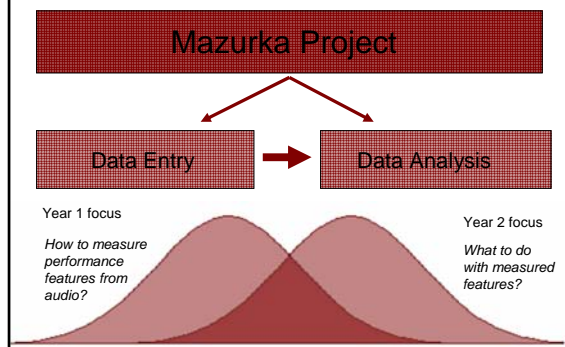 Mazurka Project
Data Entry
Data Analysis
Year 1 focus
How to measure
performance
features from
audio?
Year 2 focus
What to do
with measured
features?